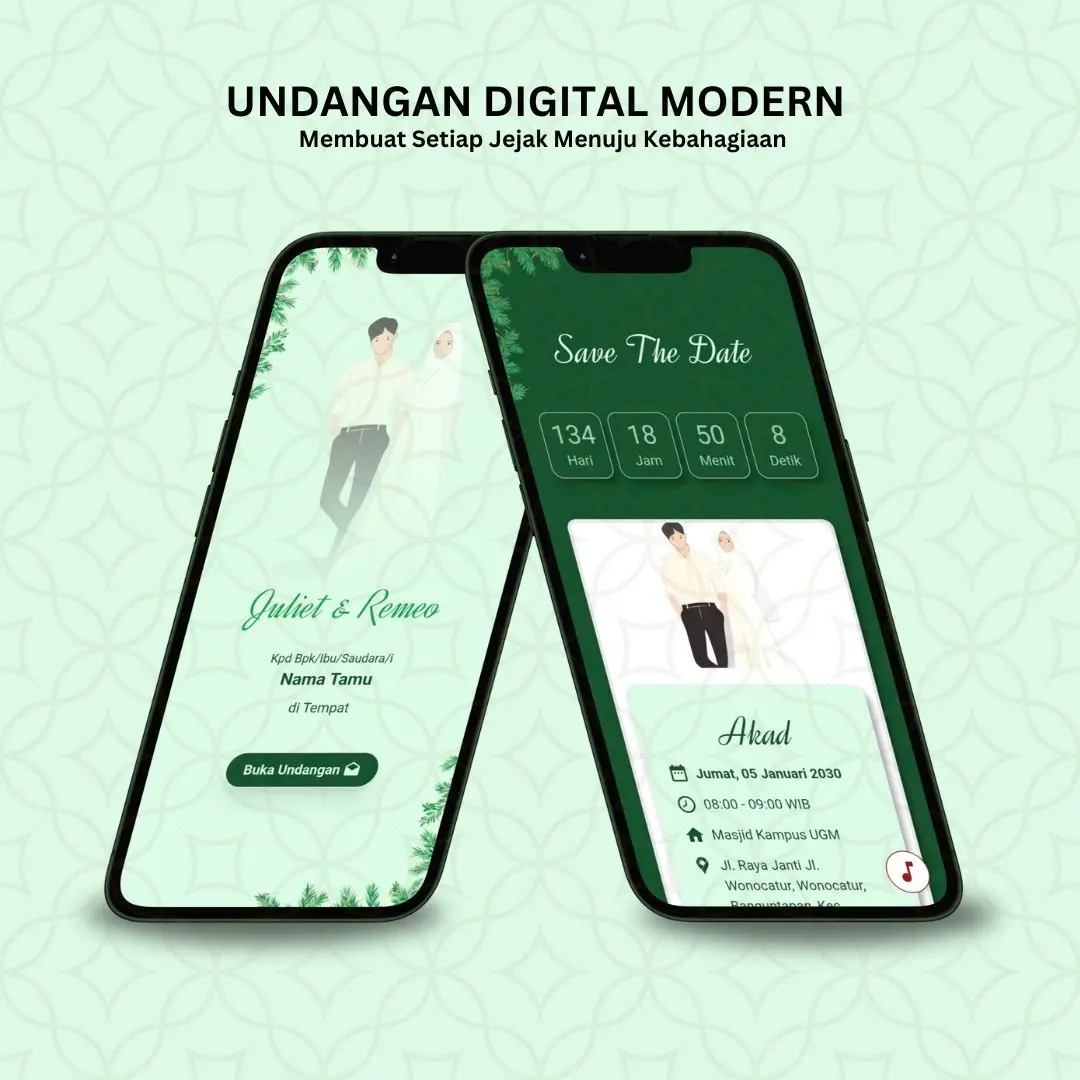 UNDANGAN DIGITAL MODERN
Membuat Setiap Jejak Menuju Kebahagiaan
Juliet & Remeo
Kpd Bpk/Ibu/Saudara/i
Nama Tamu
di Tempat
Buka Undangan
Save The Date
134 18 50 8
Hari Jam Menit Detik
Akad
Jumat, 05 Januari 2030
08:00 - 09:00 WIB
Masjid Kampus UGM
Jl. Raya Janti Jl.
Wonocatur, Wonocatur,
Banguntapan, Kec.